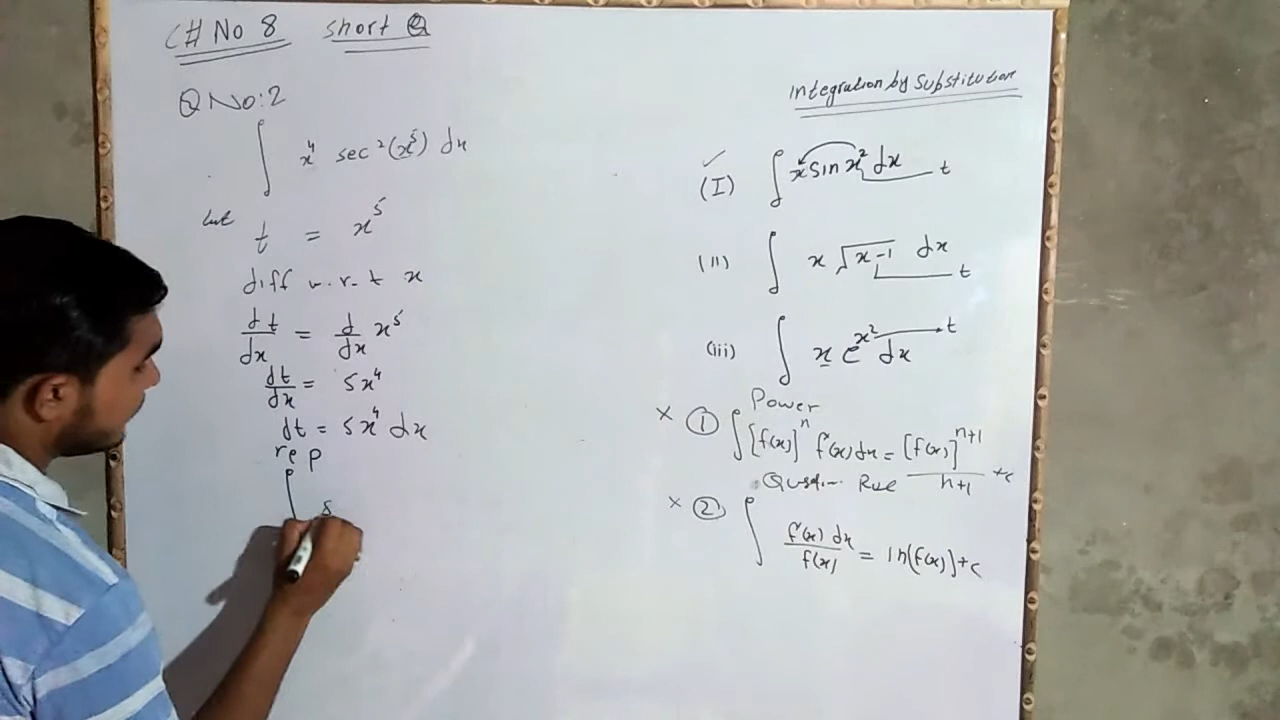 C# No 8 short Q
Q No:2
∫ x⁴ sec²(x⁵) dx
let t = x⁵
diff w.r.t x
dt/dx = d/dx x⁵
dt/dx = 5x⁴
dt = 5x⁴ dx
rep
∫
Integration by Substitution
✓ (I) ∫ x sin x² dx t
(II) ∫ x √x-1 dx t
(iii) ∫ x e^x² dx → t
Power
× ① ∫ [f(x)]^n f'(x) dx = [f(x)]^n+1 / n+1 + c
Rule
× ② ∫ f'(x) dx / f(x) = ln[f(x)] + c